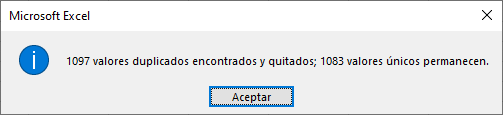 Microsoft Excel
1097 valores duplicados encontrados y quitados; 1083 valores únicos permanecen.
Aceptar